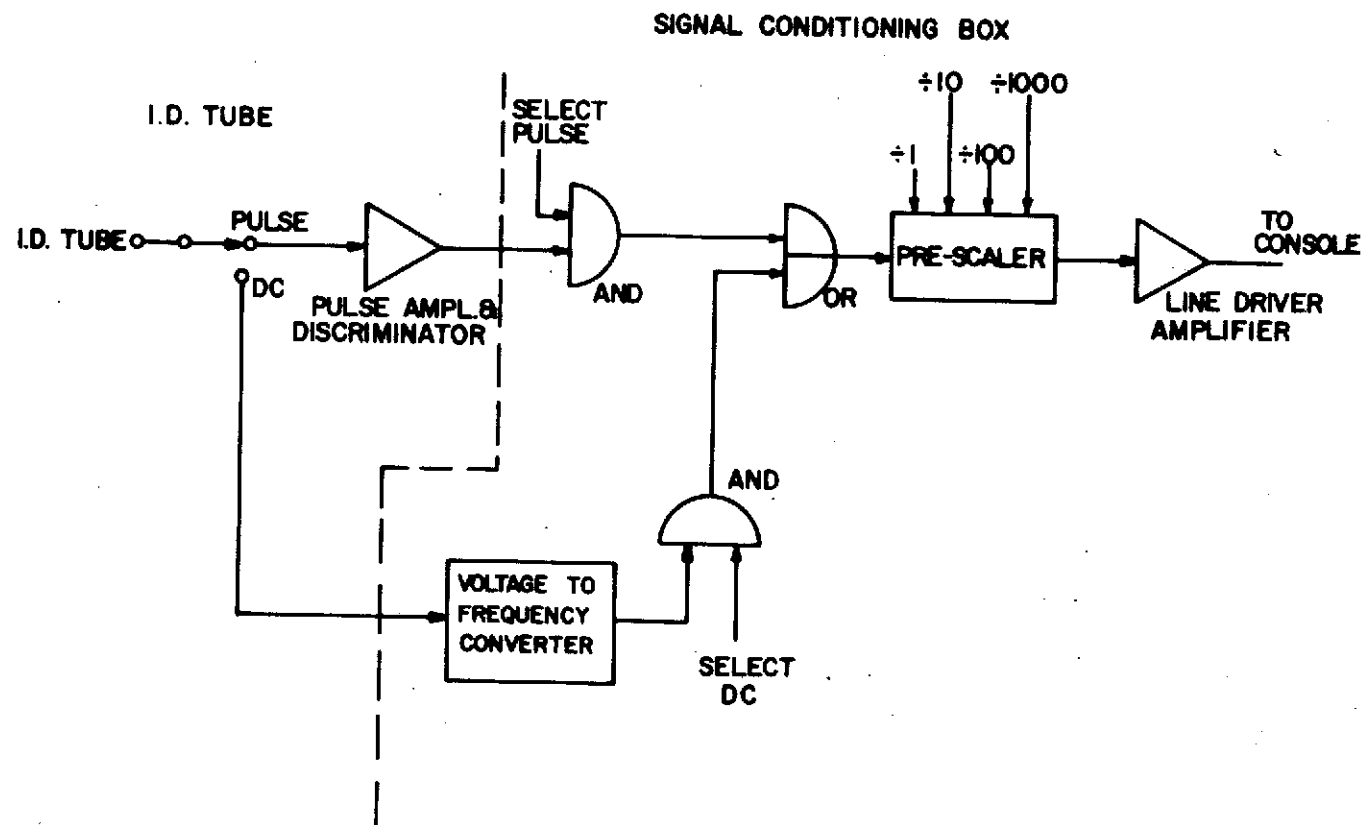 SIGNAL CONDITIONING BOX
I.D. TUBE
SELECT
PULSE
÷10
÷1000
÷1
÷100
I.D. TUBE
PULSE
DC
PULSE AMPL.&
DISCRIMINATOR
AND
OR
PRE-SCALER
TO
CONSOLE
LINE DRIVER
AMPLIFIER
AND
VOLTAGE TO
FREQUENCY
CONVERTER
SELECT
DC